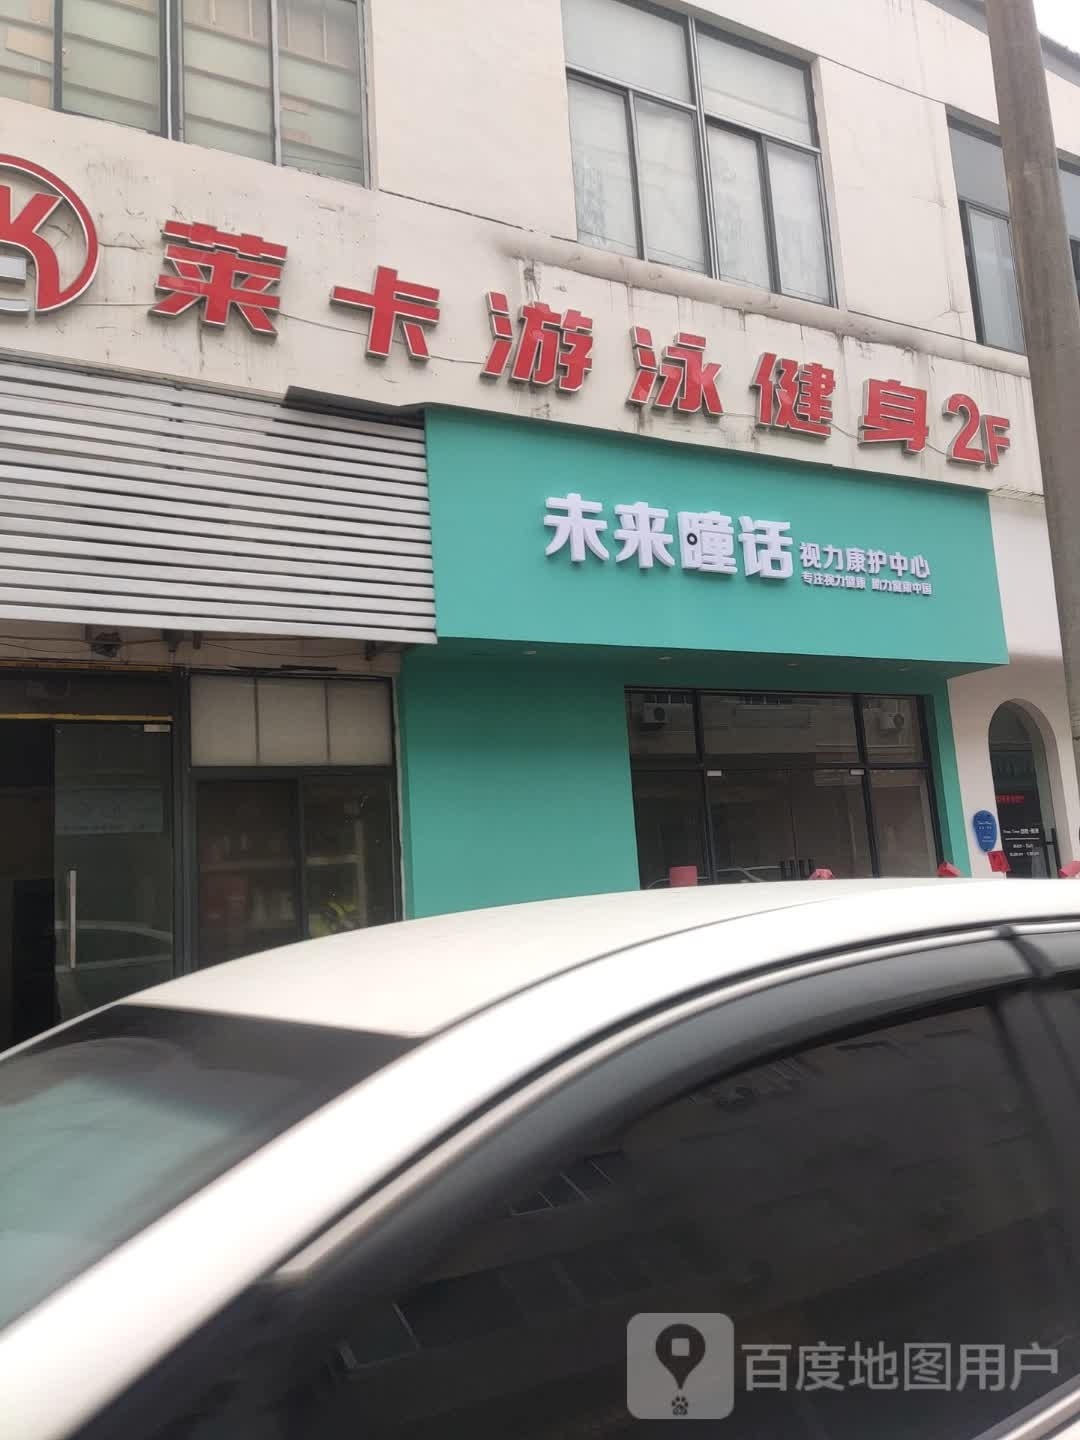 莱卡游泳健身2F
未来瞳话
视力康护中心
专注视力健康 助力健康中国
百度地图用户